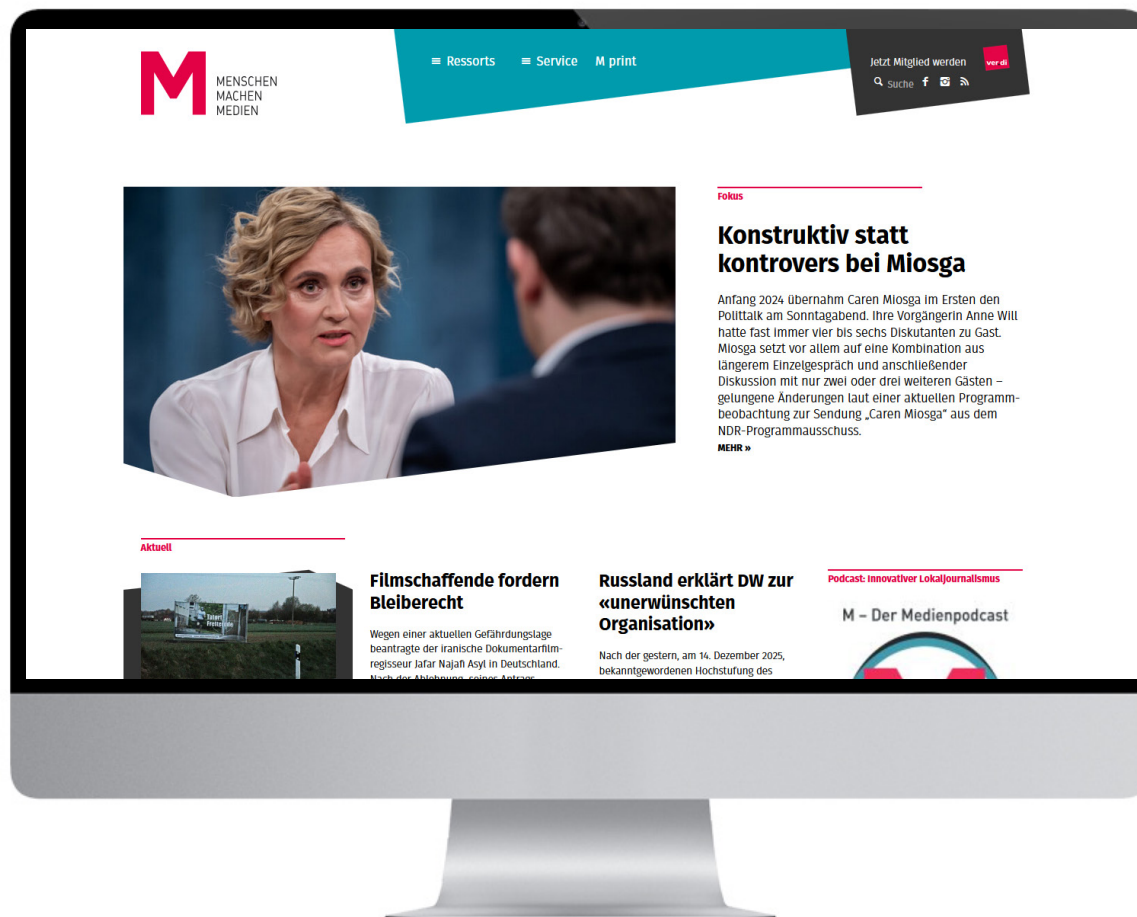 M
MENSCHEN
MACHEN
MEDIEN
≡ Ressorts
≡ Service
M print
Jetzt Mitglied werden
ver di
Suche
Fokus
Konstruktiv statt
kontrovers bei Miosga
Anfang 2024 übernahm Caren Miosga im Ersten den
Polittalk am Sonntagabend. Ihre Vorgängerin Anne Will
hatte fast immer vier bis sechs Diskutanten zu Gast.
Miosga setzt vor allem auf eine Kombination aus
längerem Einzelgespräch und anschließender
Diskussion mit nur zwei oder drei weiteren Gästen –
gelungene Änderungen laut einer aktuellen Programm-
beobachtung zur Sendung „Caren Miosga“ aus dem
NDR-Programmausschuss.
MEHR »
Aktuell
Filmschaffende fordern
Bleiberecht
Wegen einer aktuellen Gefährdungslage
beantragte der iranische Dokumentarfilm-
regisseur Jafar Najafi Asyl in Deutschland.
Nach der Ablehnung seines Antrags
Russland erklärt DW zur
«unerwünschten
Organisation»
Nach der gestern, am 14. Dezember 2025,
bekanntgewordenen Hochstufung des
Podcast: Innovativer Lokaljournalismus
M – Der Medienpodcast